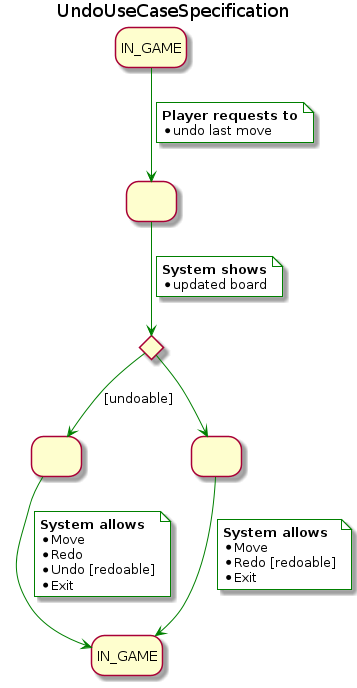 UndoUseCaseSpecification
IN_GAME
Player requests to
• undo last move
System shows
• updated board
[undoable]
System allows
• Move
• Redo
• Undo [redoable]
• Exit
System allows
• Move
• Redo [redoable]
• Exit
IN_GAME